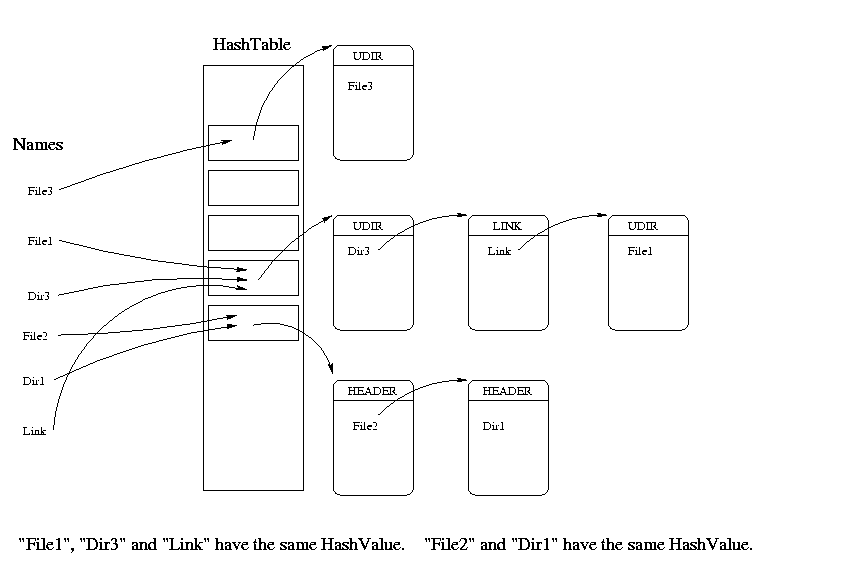 HashTable
UDIR
File3
Names
File3
File1
Dir3
File2
Dir1
Link
UDIR
Dir3
LINK
Link
UDIR
File1
HEADER
File2
HEADER
Dir1
"File1", "Dir3" and "Link" have the same HashValue. "File2" and "Dir1" have the same HashValue.